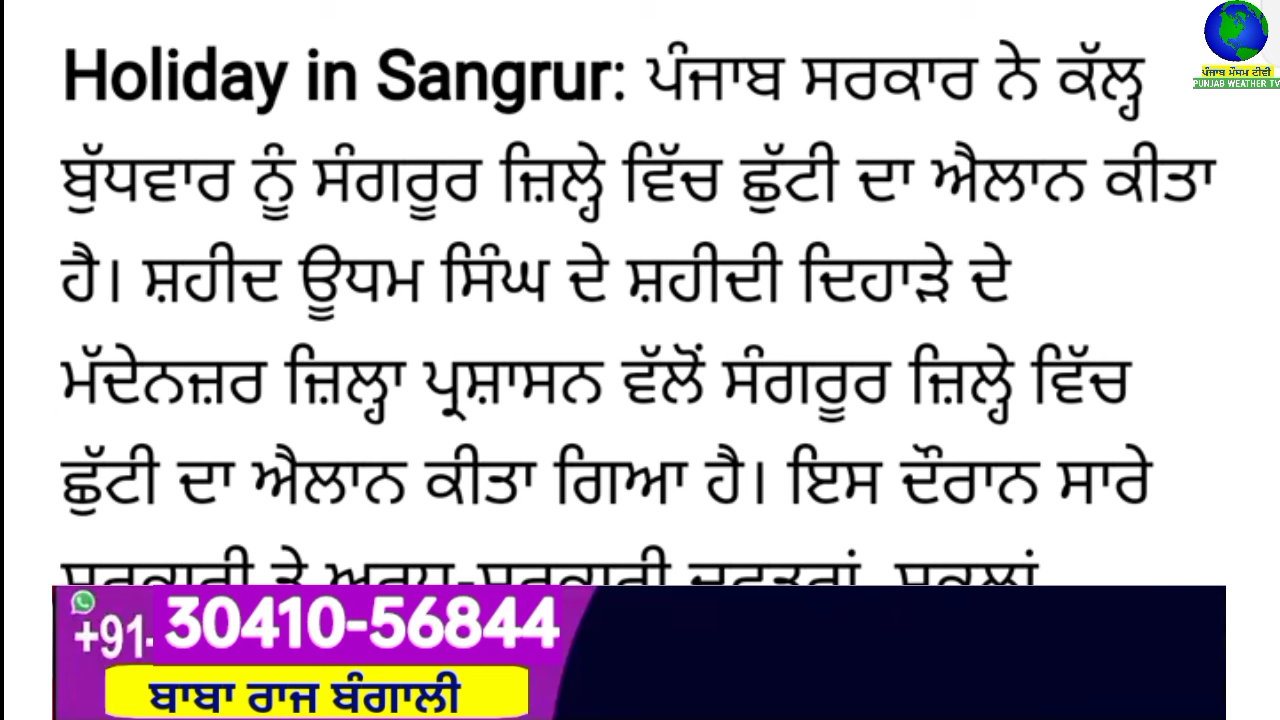 Holiday in Sangrur: ਪੰਜਾਬ ਸਰਕਾਰ ਨੇ ਕੱਲ੍ਹ
ਬੁੱਧਵਾਰ ਨੂੰ ਸੰਗਰੂਰ ਜ਼ਿਲ੍ਹੇ ਵਿੱਚ ਛੁੱਟੀ ਦਾ ਐਲਾਨ ਕੀਤਾ
ਹੈ। ਸ਼ਹੀਦ ਊਧਮ ਸਿੰਘ ਦੇ ਸ਼ਹੀਦੀ ਦਿਹਾੜੇ ਦੇ
ਮੱਦੇਨਜ਼ਰ ਜ਼ਿਲ੍ਹਾ ਪ੍ਰਸ਼ਾਸਨ ਵੱਲੋਂ ਸੰਗਰੂਰ ਜ਼ਿਲ੍ਹੇ ਵਿੱਚ
ਛੁੱਟੀ ਦਾ ਐਲਾਨ ਕੀਤਾ ਗਿਆ ਹੈ। ਇਸ ਦੌਰਾਨ ਸਾਰੇ
ਪੰਜਾਬ ਮੌਸਮ ਟੀਵੀ
PUNJAB WEATHER TV
+91. 30410-56844
ਬਾਬਾ ਰਾਜ ਬੰਗਾਲੀ